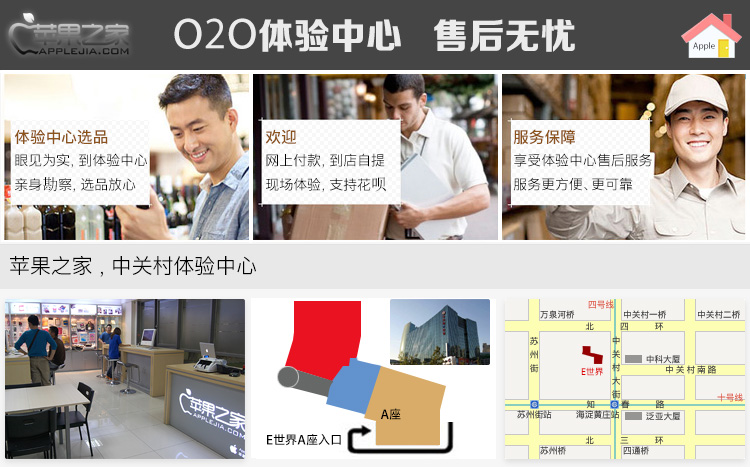 苹果之家
APPLEJIA.COM
O2O体验中心 售后无忧
Apple
体验中心选品
眼见为实,到体验中心
亲身勘察,选品放心
欢迎
网上付款,到店自提
现场体验,支持花呗
服务保障
享受体验中心售后服务
服务更方便、更可靠
苹果之家,中关村体验中心
苹果之家
APPLEJIA.COM
A座
E世界A座入口
四号线
万泉河桥
中关村一桥
中关村二桥
北四环
苏州街
中关村大街
E世界
中科大厦
中关村南路
十号线
知春路
苏州街站
海淀黄庄站
泛亚大厦
北三环
苏州桥
四通桥